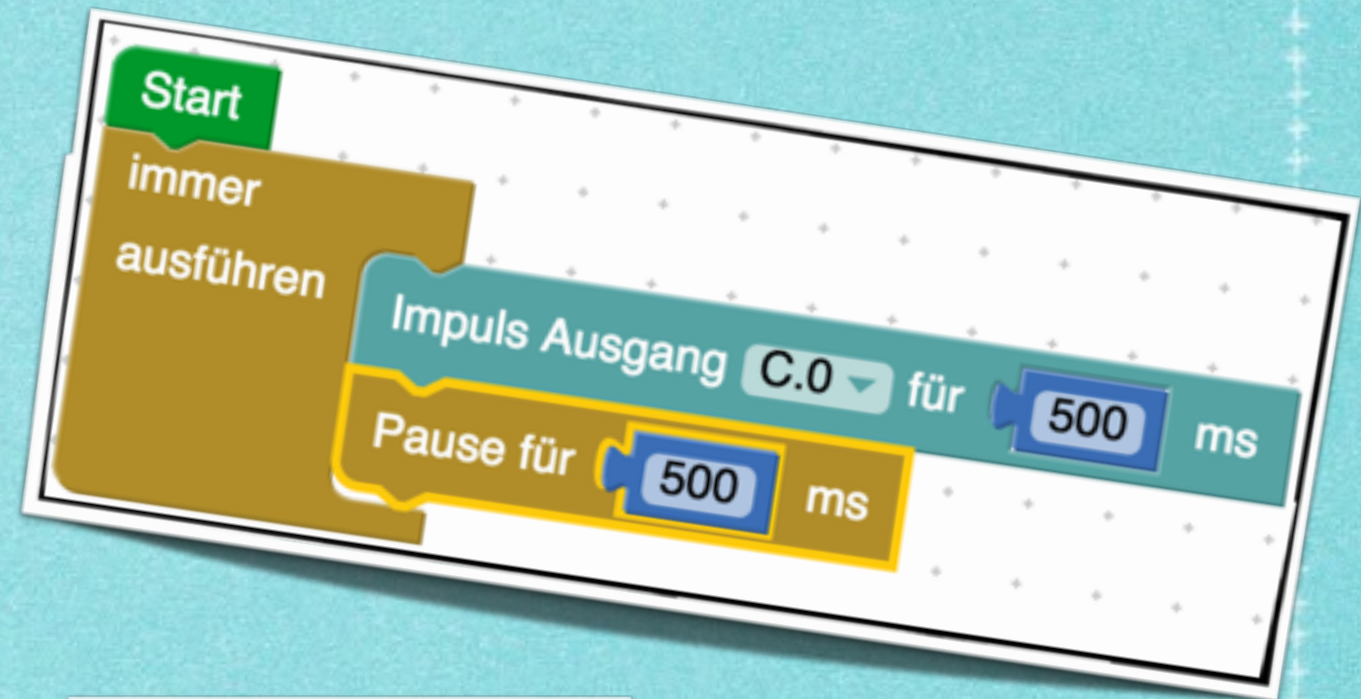 Start
immer
ausführen
Impuls Ausgang C.0 für 500 ms
Pause für 500 ms